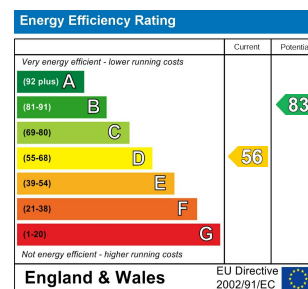 Energy Efficiency Rating
Current Potentia
Very energy efficient - lower running costs
(92 plus) A
(81-91) B 83
(69-80) C
(55-68) D 56
(39-54) E
(21-38) F
(1-20) G
Not energy efficient - higher running costs
England & Wales
EU Directive
2002/91/EC